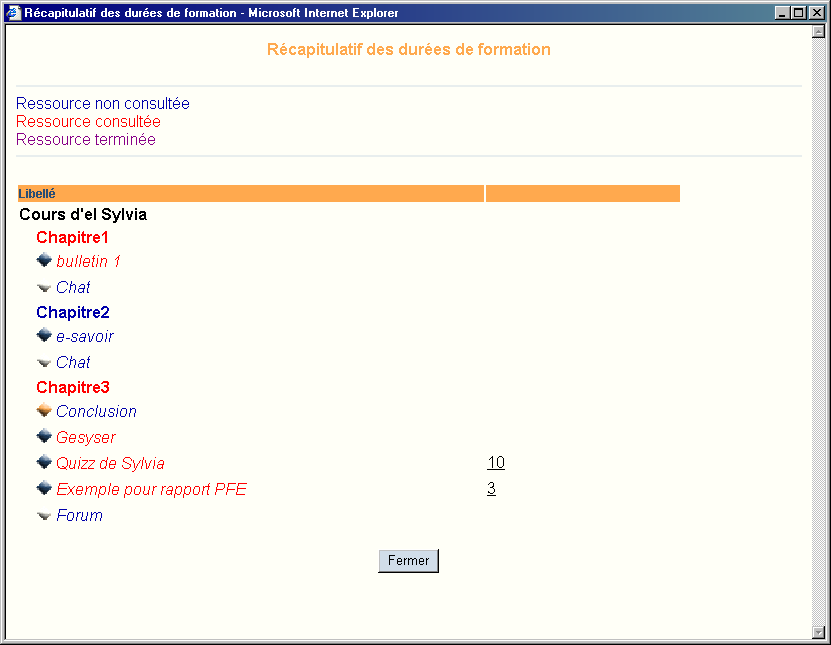 Récapitulatif des durées de formation - Microsoft Internet Explorer
Récapitulatif des durées de formation
Ressource non consultée
Ressource consultée
Ressource terminée
Libellé
Cours d'el Sylvia
Chapitre1
bulletin 1
Chat
Chapitre2
e-savoir
Chat
Chapitre3
Conclusion
Gesyser
Quizz de Sylvia 10
Exemple pour rapport PFE 3
Forum
Fermer